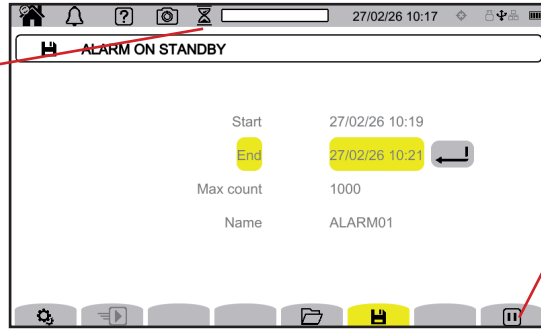 27/02/26 10:17
ALARM ON STANDBY
Start 27/02/26 10:19
End 27/02/26 10:21
Max count 1000
Name ALARM01